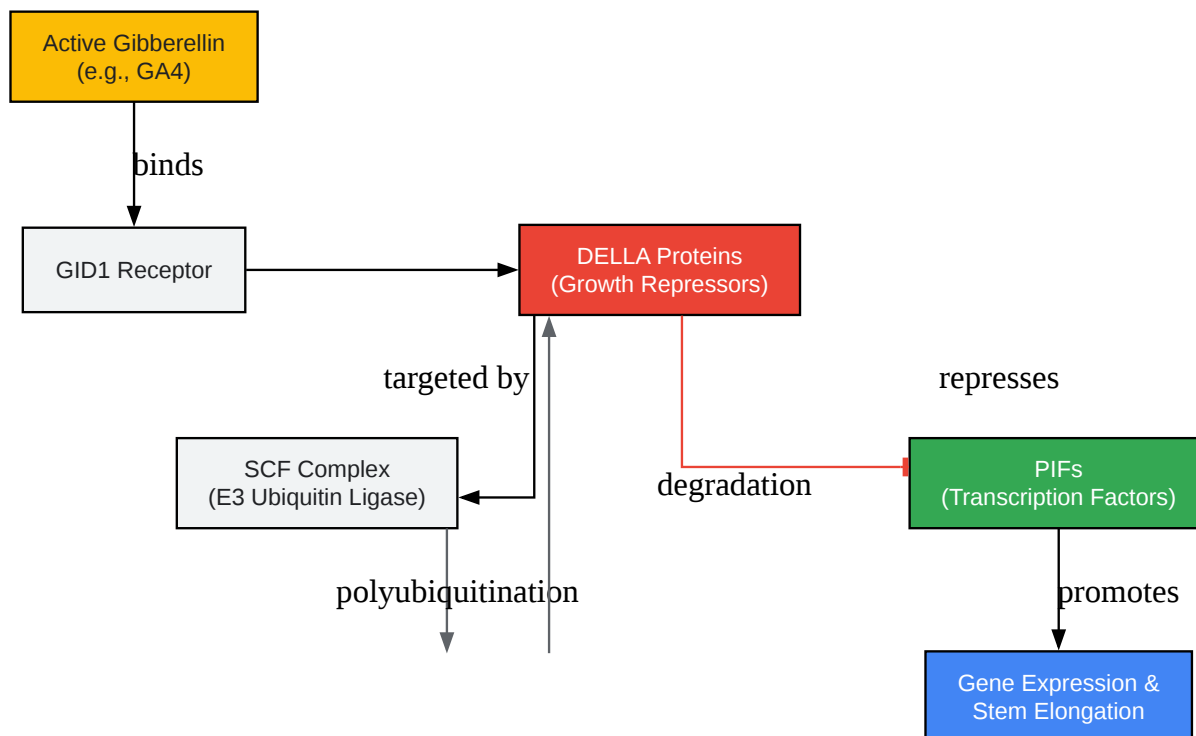 Active Gibberellin
(e.g., GA4)
binds
GID1 Receptor
DELLA Proteins
(Growth Repressors)
targeted by
represses
SCF Complex
(E3 Ubiquitin Ligase)
degradation
PIFs
(Transcription Factors)
polyubiquitination
promotes
Gene Expression &
Stem Elongation